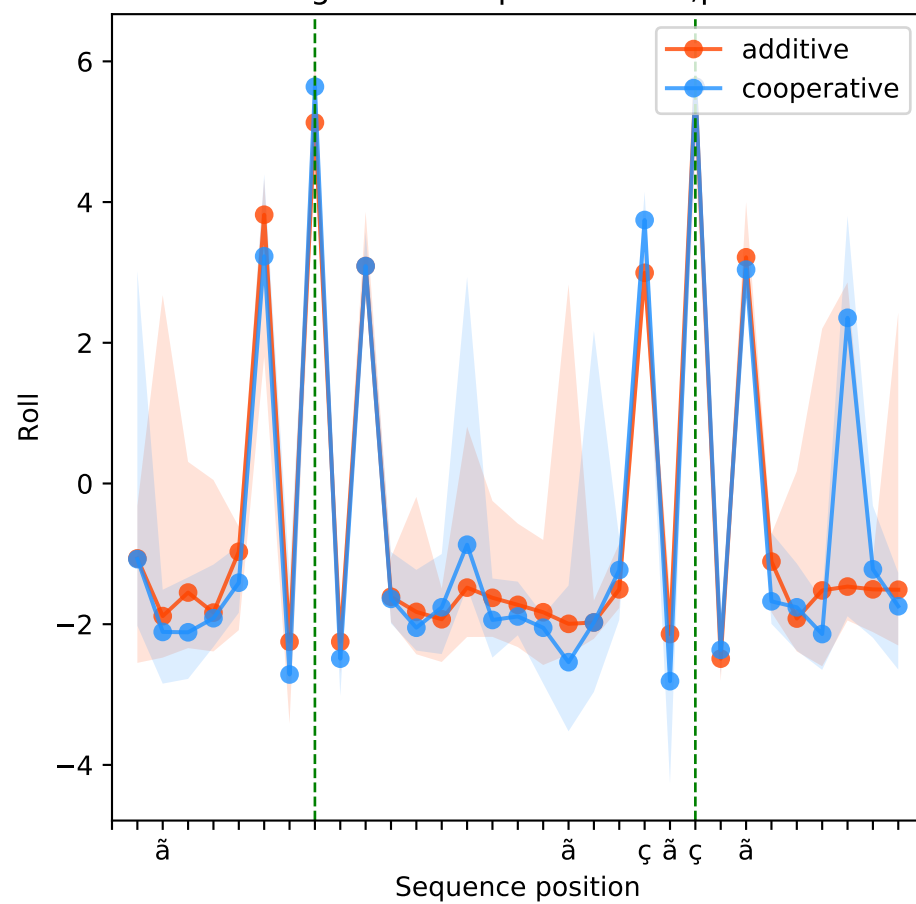 additive
cooperative
6
4
2
0
−2
−4
Roll
ã ã ç ã ç ã
Sequence position